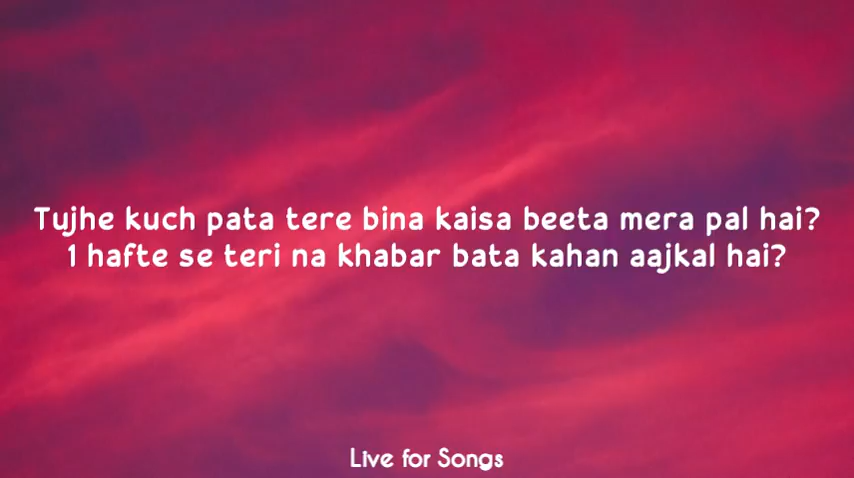 Tujhe kuch pata tere bina kaisa beeta mera pal hai?
1 hafte se teri na khabar bata kahan aajkal hai?
Live for Songs